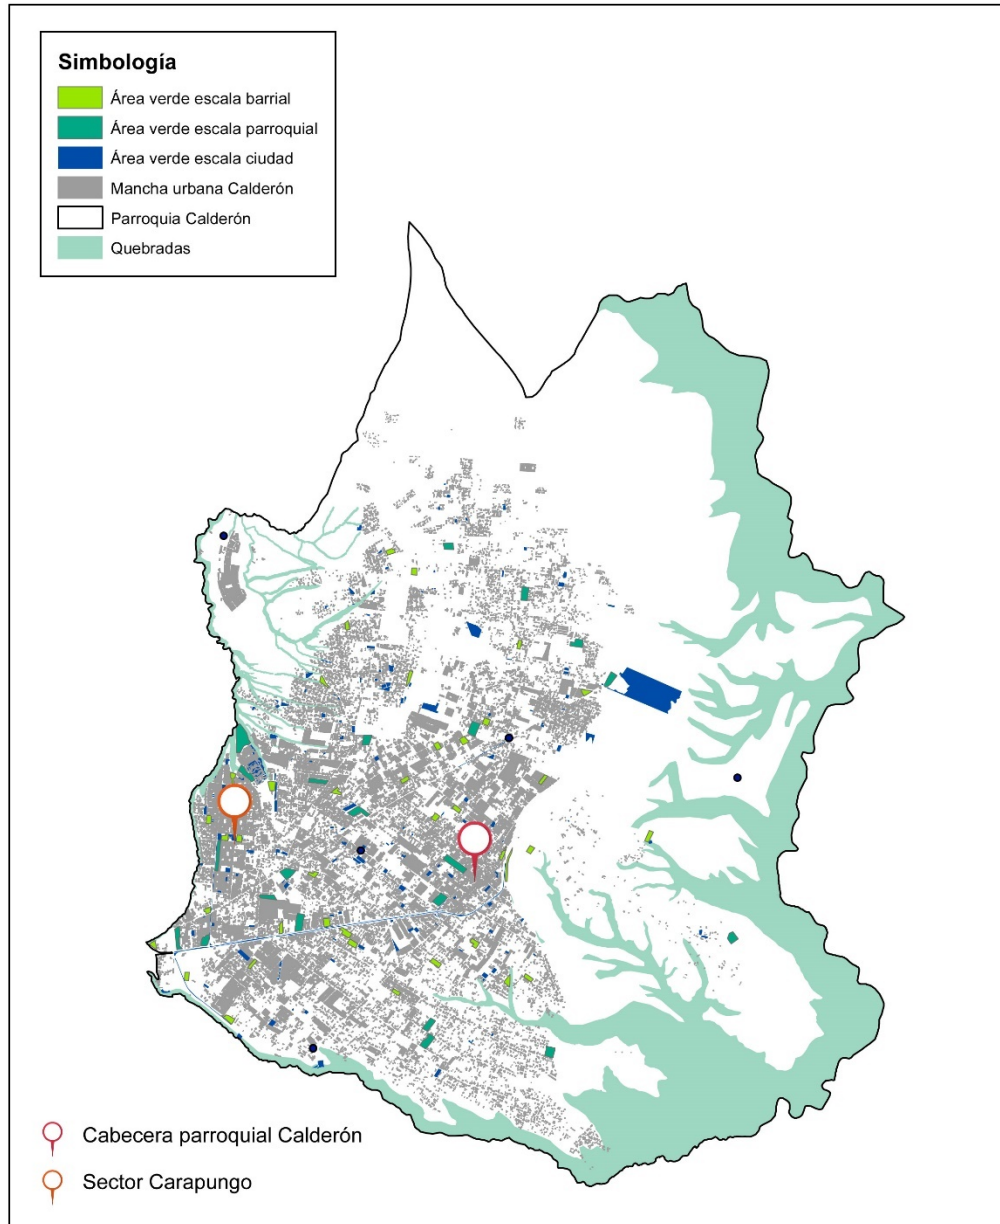 Simbología
Área verde escala barrial
Área verde escala parroquial
Área verde escala ciudad
Mancha urbana Calderón
Parroquia Calderón
Quebradas
Cabecera parroquial Calderón
Sector Carapungo